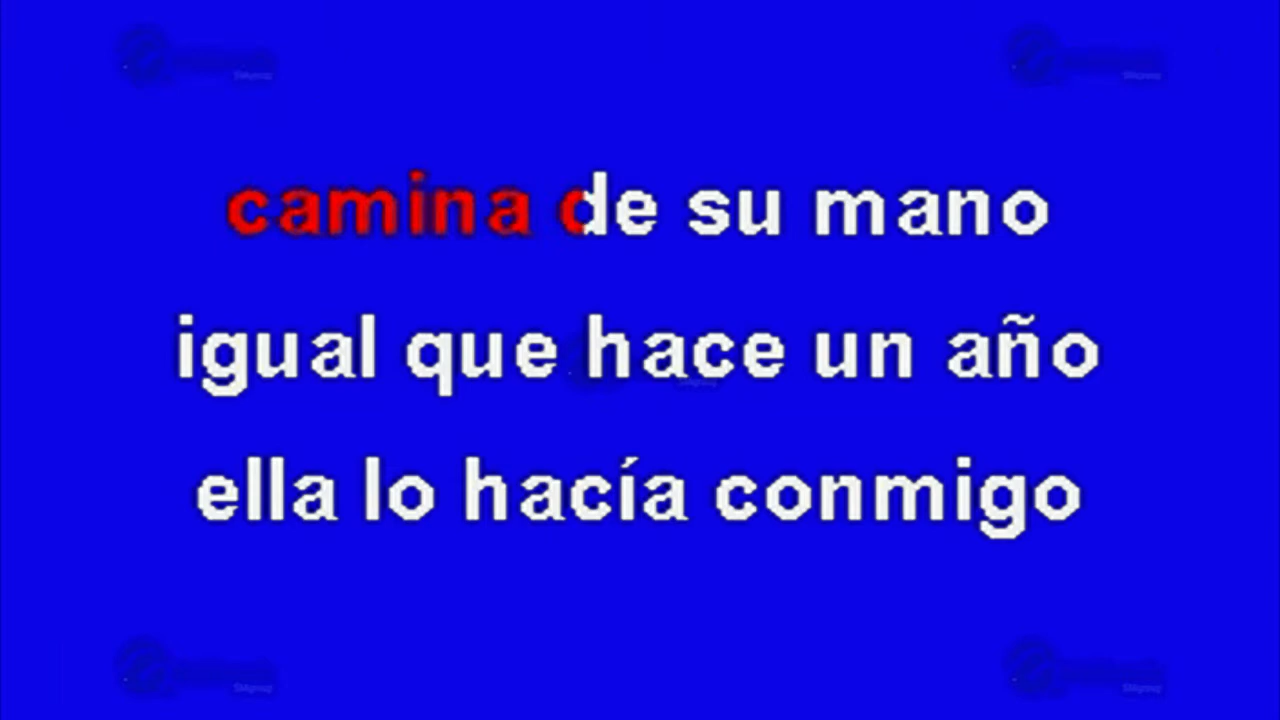 camina de su mano
igual que hace un año
ella lo hacía conmigo